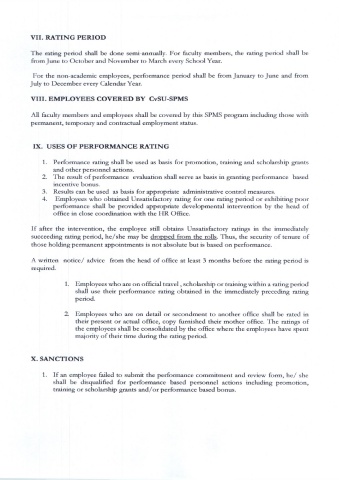 VII. RATING PERIOD
The rating period shall be done semi-annually. For faculty members, the rating period shall be
from June to October and November to March every School Year.
For the non-academic employees, performance period shall be from January to June and from
July to December every Calendar Year.
VIII. EMPLOYEES COVERED BY CvSU-SPMS
All faculty members and employees shall be covered by this SPMS program including those with
permanent, temporary and contractual employment status.
IX. USES OF PERFORMANCE RATING
1. Performance rating shall be used as basis for promotion, training and scholarship grants
and other personnel actions.
2. The result of performance evaluation shall serve as basis in granting performance based
incentive bonus.
3. Results can be used as basis for appropriate administrative control measures.
4. Employees who obtained Unsatisfactory rating for one rating period or exhibiting poor
performance shall be provided appropriate developmental intervention by the head of
office in close coordination with the HR Office.
If after the intervention, the employee still obtains Unsatisfactory ratings in the immediately
succeeding rating period, he/she may be dropped from the rolls. Thus, the security of tenure of
those holding permanent appointments is not absolute but is based on performance.
A written notice/ advice from the head of office at least 3 months before the rating period is
required.
1. Employees who are on official travel, scholarship or training within a rating period
shall use their performance rating obtained in the immediately preceding rating
period.
2. Employees who are on detail or secondment to another office shall be rated in
their present or actual office, copy furnished their mother office. The ratings of
the employees shall be consolidated by the office where the employees have spent
majority of their time during the rating period.
X. SANCTIONS
1. If an employee failed to submit the performance commitment and review form, he/ she
shall be disqualified for performance based personnel actions including promotion,
training or scholarship grants and/or performance based bonus.